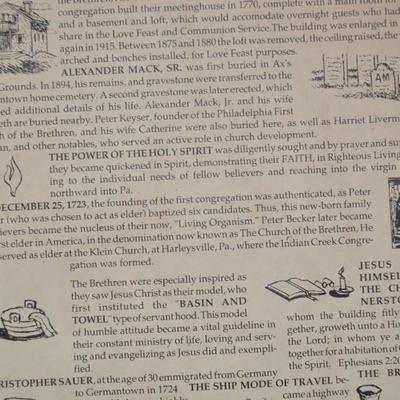 congregation built their meetinghouse in 1770, complete with a main room for
and a basement and loft, which would accomodate overnight guests who had
share in the Love Feast and Communion Service. The building was enlarged in
again in 1915. Between 1875 and 1880 the loft was removed, the ceiling raised, the
arched and benches installed, for Love Feast purposes.
ALEXANDER MACK, SR. was first buried in Ax's
Grounds. In 1894, his remains, and gravestone were transferred to the
ntown home cemetery. A second gravestone was later erected, which
ed additional details of his life. Alexander Mack, Jr. and his wife
eth are buried nearby. Peter Keyser, founder of the Philadelphia First
h of the Brethren, and his wife Catherine were also buried here, as well as Harriet Liverm
an, and other notables, who served an active role in church development.
AM
THE POWER OF THE HOLY SPIRIT was diligently sought and by prayer and su
they became quickened in Spirit, demonstrating their FAITH, in Righteous Living
ing to the individual needs of fellow believers and reaching into the virgin
northward into Pa.
DECEMBER 25, 1723, the founding of the first congregation was authenticated, as Peter
r (who was chosen to act as elder) baptized six candidates. Thus, this new-born family
ievers became the nucleus of their now, "Living Organism." Peter Becker later became
rst elder in America, in the denomination now known as The Church of the Brethren. He
served as elder at the Klein Church, at Harleysville, Pa., where the Indian Creek Congre-
gation was formed.
The Brethren were especially inspired as
they saw Jesus Christ as their model, who
first instituted the "BASIN AND
TOWEL" type of servant hood. This model
of humble attitude became a vital guideline in
their constant ministry of life, loving and serv-
ing and evangelizing as Jesus did and exempli-
fied.
JESUS
HIMSEL
THE CH
NERSTO
whom the building fitly
gether, groweth unto a Ho
the Lord; in whom ye a
together for a habitation of
the Spirit. Ephesians 2:20
RISTOPHER SAUER, at the age of 30 emmigrated from Germany
to Germantown in 1724
THE SHIP MODE OF TRAVEL be-
came a highway
THE BR